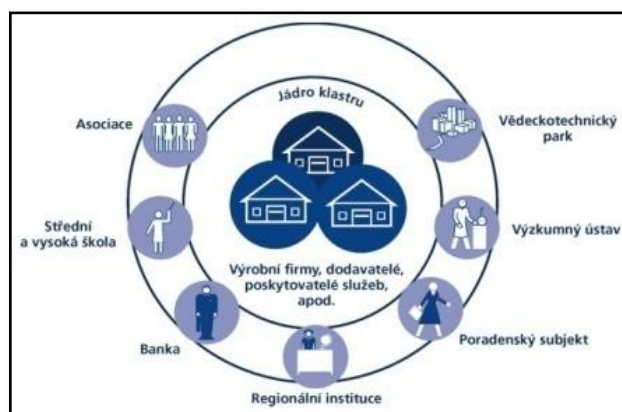 Jádro klastru
Asociace
Vědeckotechnický
park
Střední
a vysoká škola
Výzkumný ústav
Výrobní firmy, dodavatelé,
poskytovatelé služeb,
apod.
Banka
Poradenský subjekt
Regionální instituce